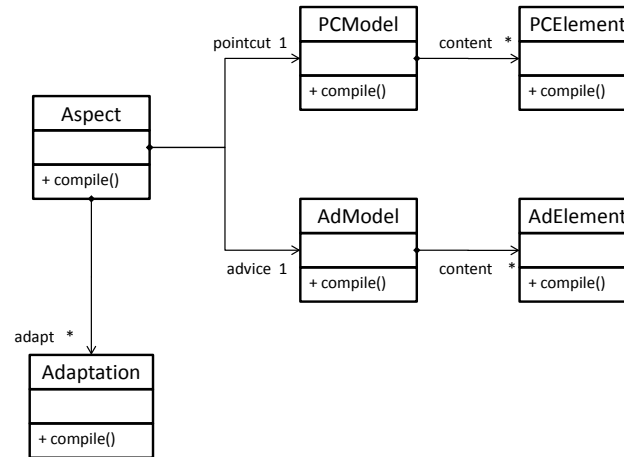 PCModel
PCElement
pointcut 1
content *
+ compile()
+ compile()
Aspect
+ compile()
AdModel
AdElement
advice 1
content *
+ compile()
+ compile()
adapt *
Adaptation
+ compile()